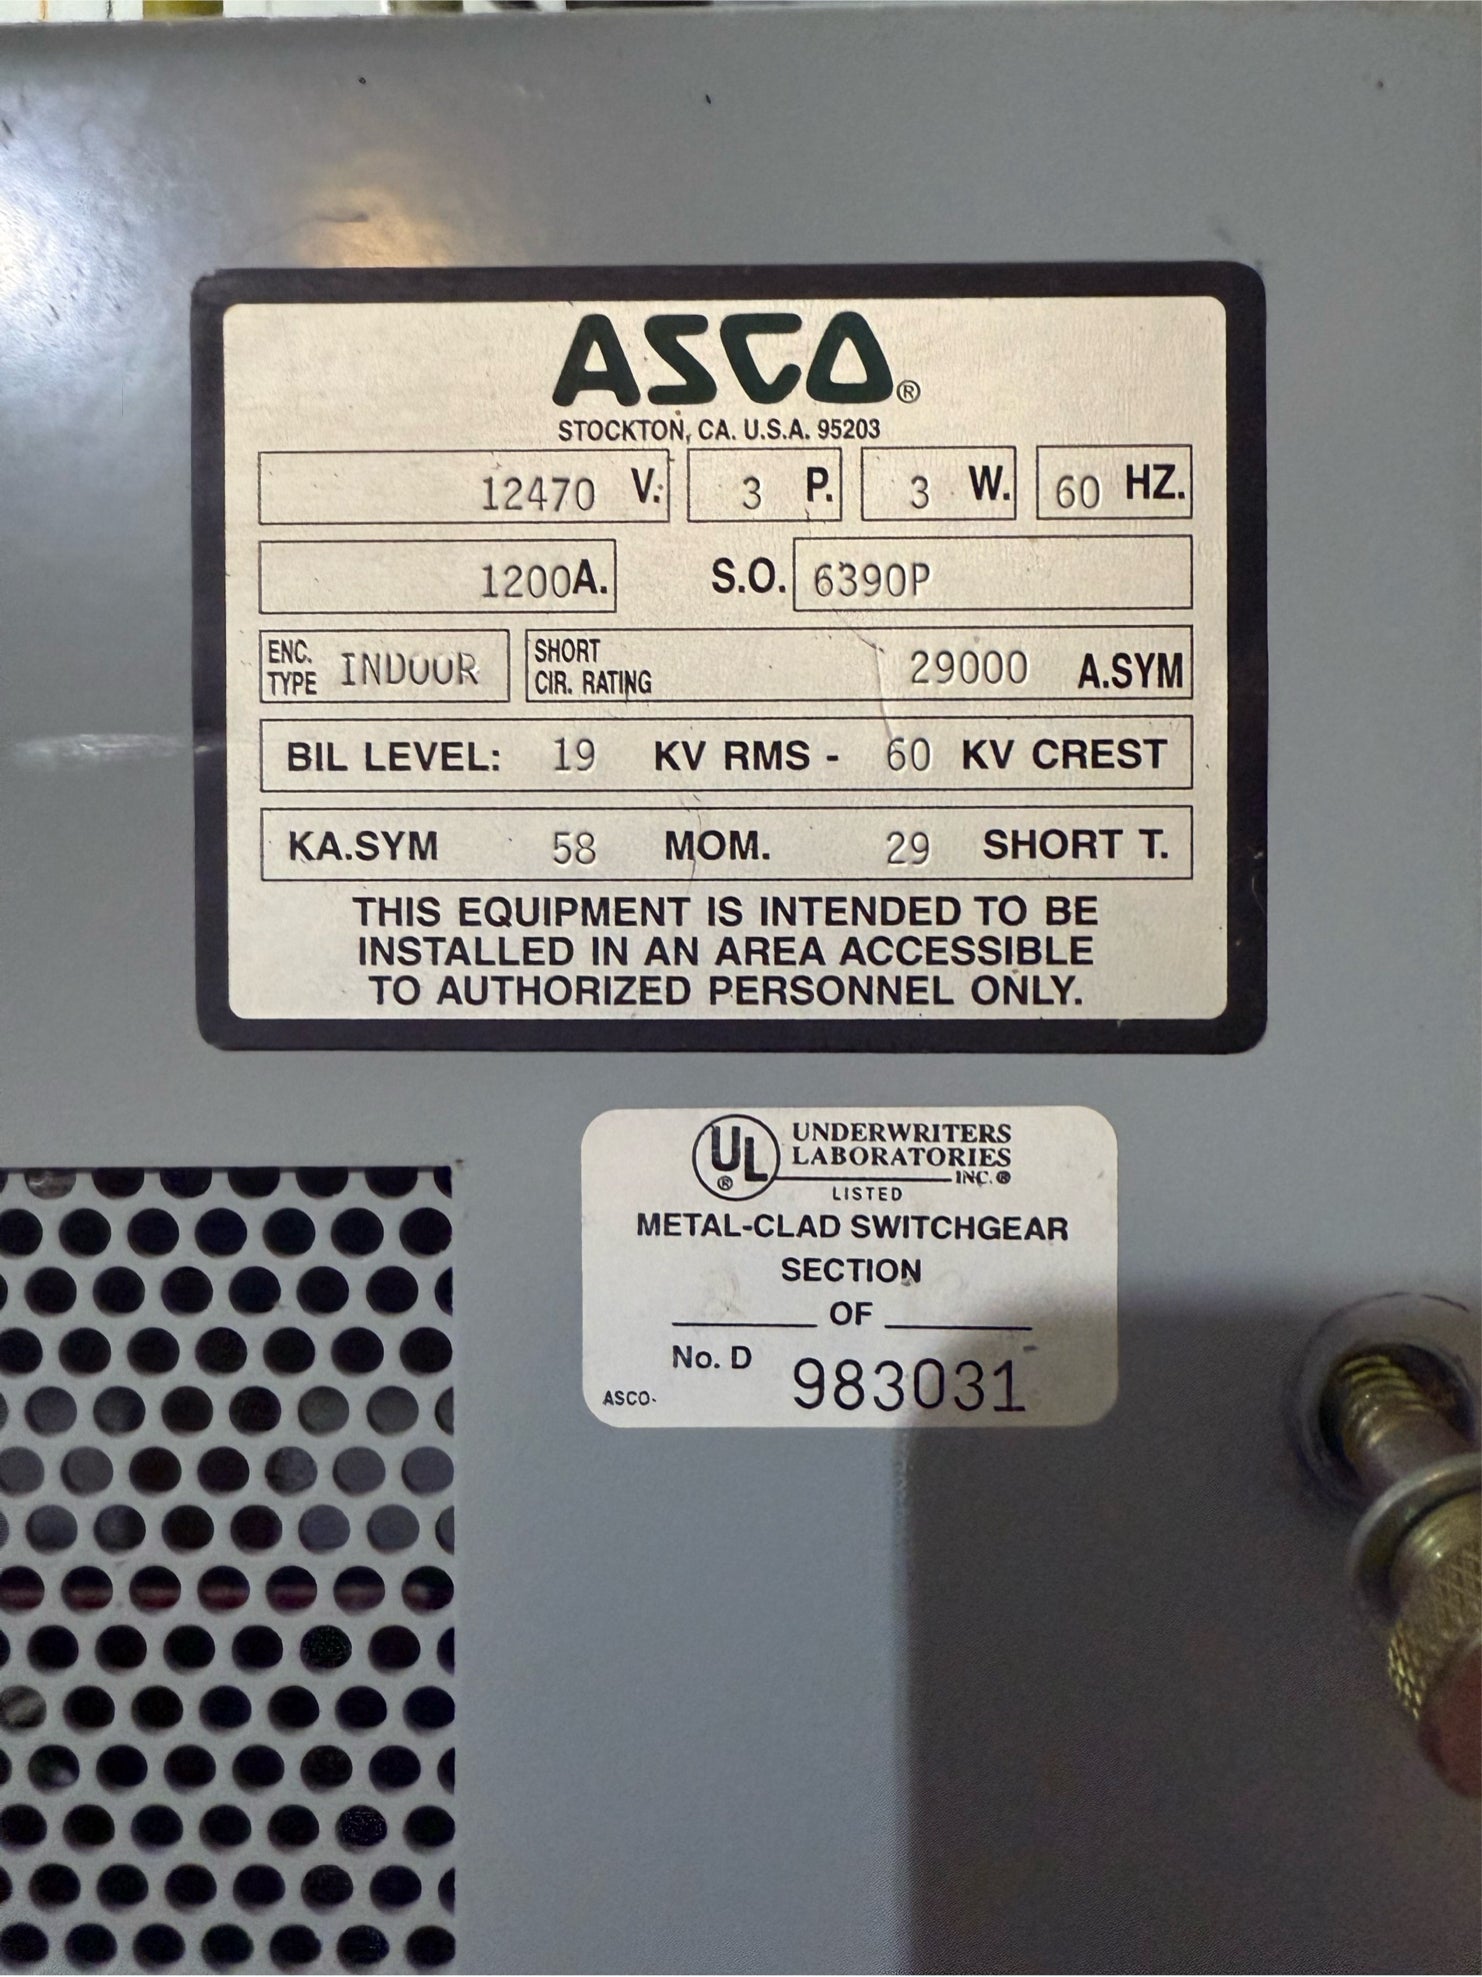 ASCO®
STOCKTON, CA. U.S.A. 95203
12470 V. 3 P. 3 W. 60 HZ.
1200A. S.O. 6390P
ENC. TYPE INDOOR SHORT CIR. RATING 29000 A.SYM
BIL LEVEL: 19 KV RMS - 60 KV CREST
KA.SYM 58 MOM. 29 SHORT T.
THIS EQUIPMENT IS INTENDED TO BE
INSTALLED IN AN AREA ACCESSIBLE
TO AUTHORIZED PERSONNEL ONLY.
UL® UNDERWRITERS
LABORATORIES
INC.®
LISTED
METAL-CLAD SWITCHGEAR
SECTION
OF
No. D 983031
ASCO-